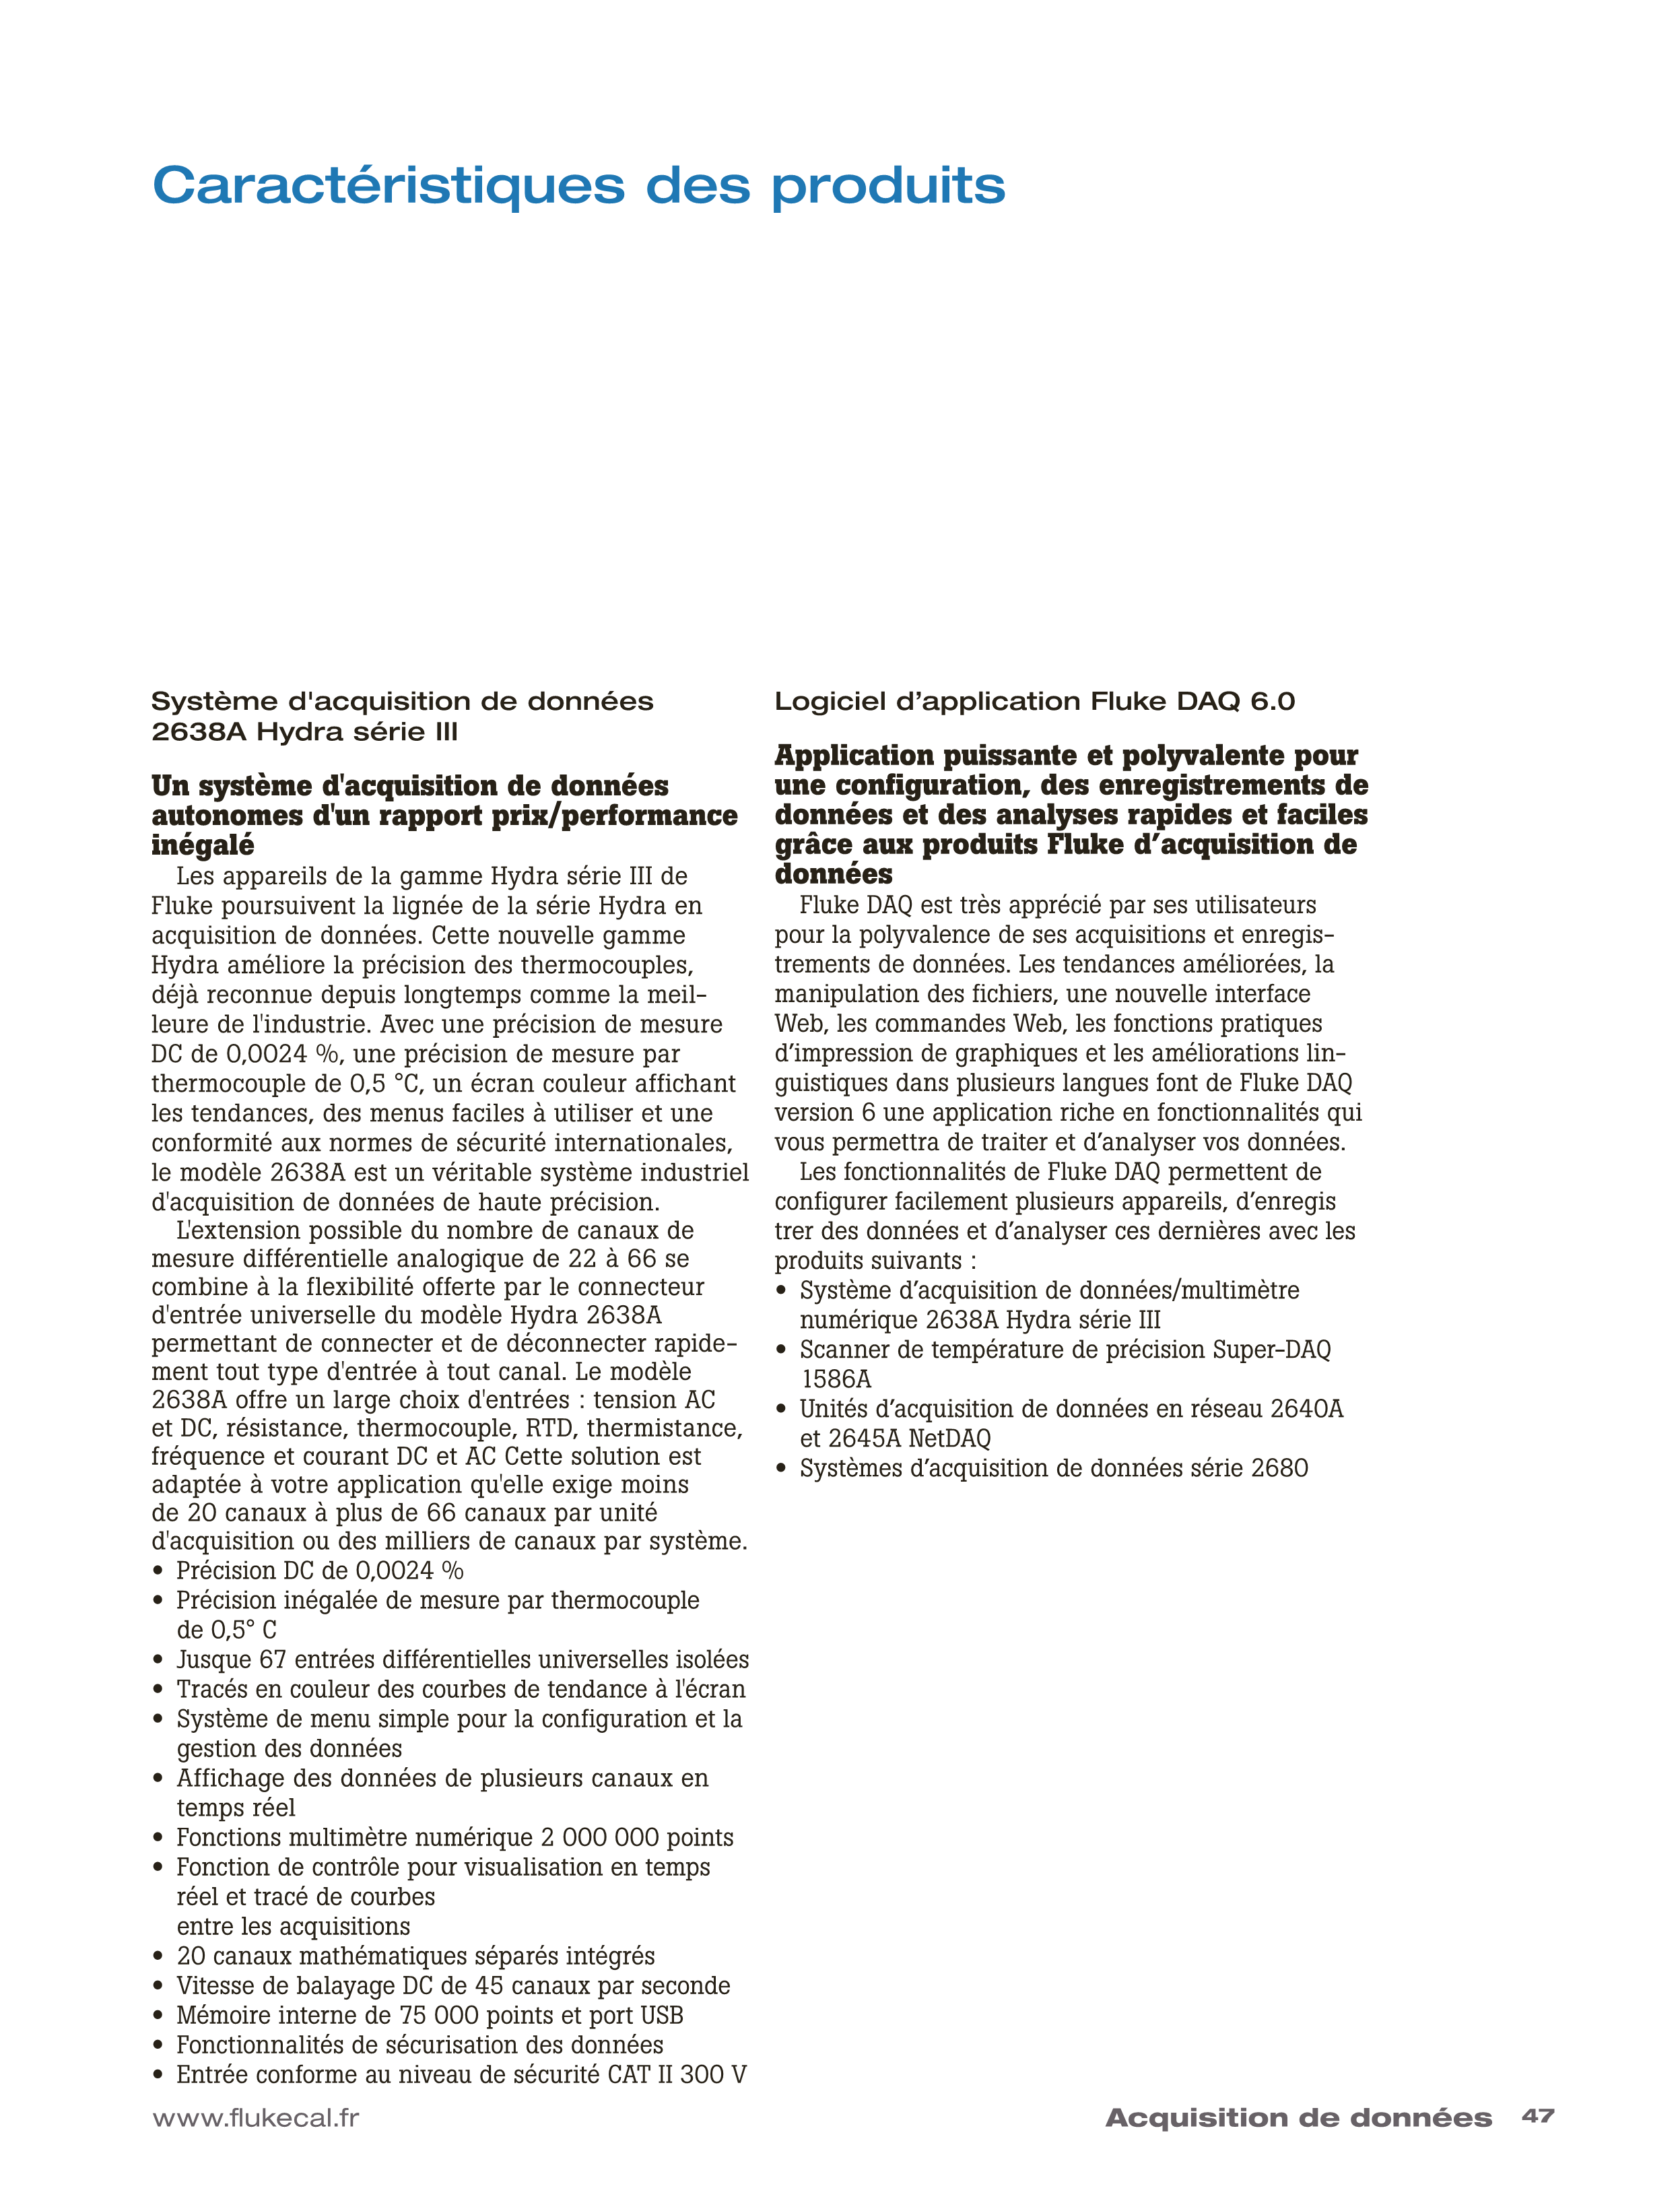 Caractéristiques des produits
Système d'acquisition de données
2638A Hydra série III
Un système d'acquisition de données
autonomes d'un rapport prix/performance
inégalé
Les appareils de la gamme Hydra série III de
Fluke poursuivent la lignée de la série Hydra en
acquisition de données. Cette nouvelle gamme
Hydra améliore la précision des thermocouples,
déjà reconnue depuis longtemps comme la meil-
leure de l'industrie. Avec une précision de mesure
DC de 0,0024 %, une précision de mesure par
thermocouple de 0,5 °C, un écran couleur affichant
les tendances, des menus faciles à utiliser et une
conformité aux normes de sécurité internationales,
le modèle 2638A est un véritable système industriel
d'acquisition de données de haute précision.
L'extension possible du nombre de canaux de
mesure différentielle analogique de 22 à 66 se
combine à la flexibilité offerte par le connecteur
d'entrée universelle du modèle Hydra 2638A
permettant de connecter et de déconnecter rapide-
ment tout type d'entrée à tout canal. Le modèle
2638A offre un large choix d'entrées : tension AC
et DC, résistance, thermocouple, RTD, thermistance,
fréquence et courant DC et AC Cette solution est
adaptée à votre application qu'elle exige moins
de 20 canaux à plus de 66 canaux par unité
d'acquisition ou des milliers de canaux par système.
• Précision DC de 0,0024 %
• Précision inégalée de mesure par thermocouple
de 0,5° C
• Jusque 67 entrées différentielles universelles isolées
• Tracés en couleur des courbes de tendance à l'écran
• Système de menu simple pour la configuration et la
gestion des données
• Affichage des données de plusieurs canaux en
temps réel
• Fonctions multimètre numérique 2 000 000 points
• Fonction de contrôle pour visualisation en temps
réel et tracé de courbes
entre les acquisitions
• 20 canaux mathématiques séparés intégrés
• Vitesse de balayage DC de 45 canaux par seconde
• Mémoire interne de 75 000 points et port USB
• Fonctionnalités de sécurisation des données
• Entrée conforme au niveau de sécurité CAT II 300 V
Logiciel d’application Fluke DAQ 6.0
Application puissante et polyvalente pour
une configuration, des enregistrements de
données et des analyses rapides et faciles
grâce aux produits Fluke d’acquisition de
données
Fluke DAQ est très apprécié par ses utilisateurs
pour la polyvalence de ses acquisitions et enregis-
trements de données. Les tendances améliorées, la
manipulation des fichiers, une nouvelle interface
Web, les commandes Web, les fonctions pratiques
d’impression de graphiques et les améliorations lin-
guistiques dans plusieurs langues font de Fluke DAQ
version 6 une application riche en fonctionnalités qui
vous permettra de traiter et d’analyser vos données.
Les fonctionnalités de Fluke DAQ permettent de
configurer facilement plusieurs appareils, d’enregis
trer des données et d’analyser ces dernières avec les
produits suivants :
• Système d’acquisition de données/multimètre
numérique 2638A Hydra série III
• Scanner de température de précision Super-DAQ
1586A
• Unités d’acquisition de données en réseau 2640A
et 2645A NetDAQ
• Systèmes d’acquisition de données série 2680
www.flukecal.fr
Acquisition de données 47